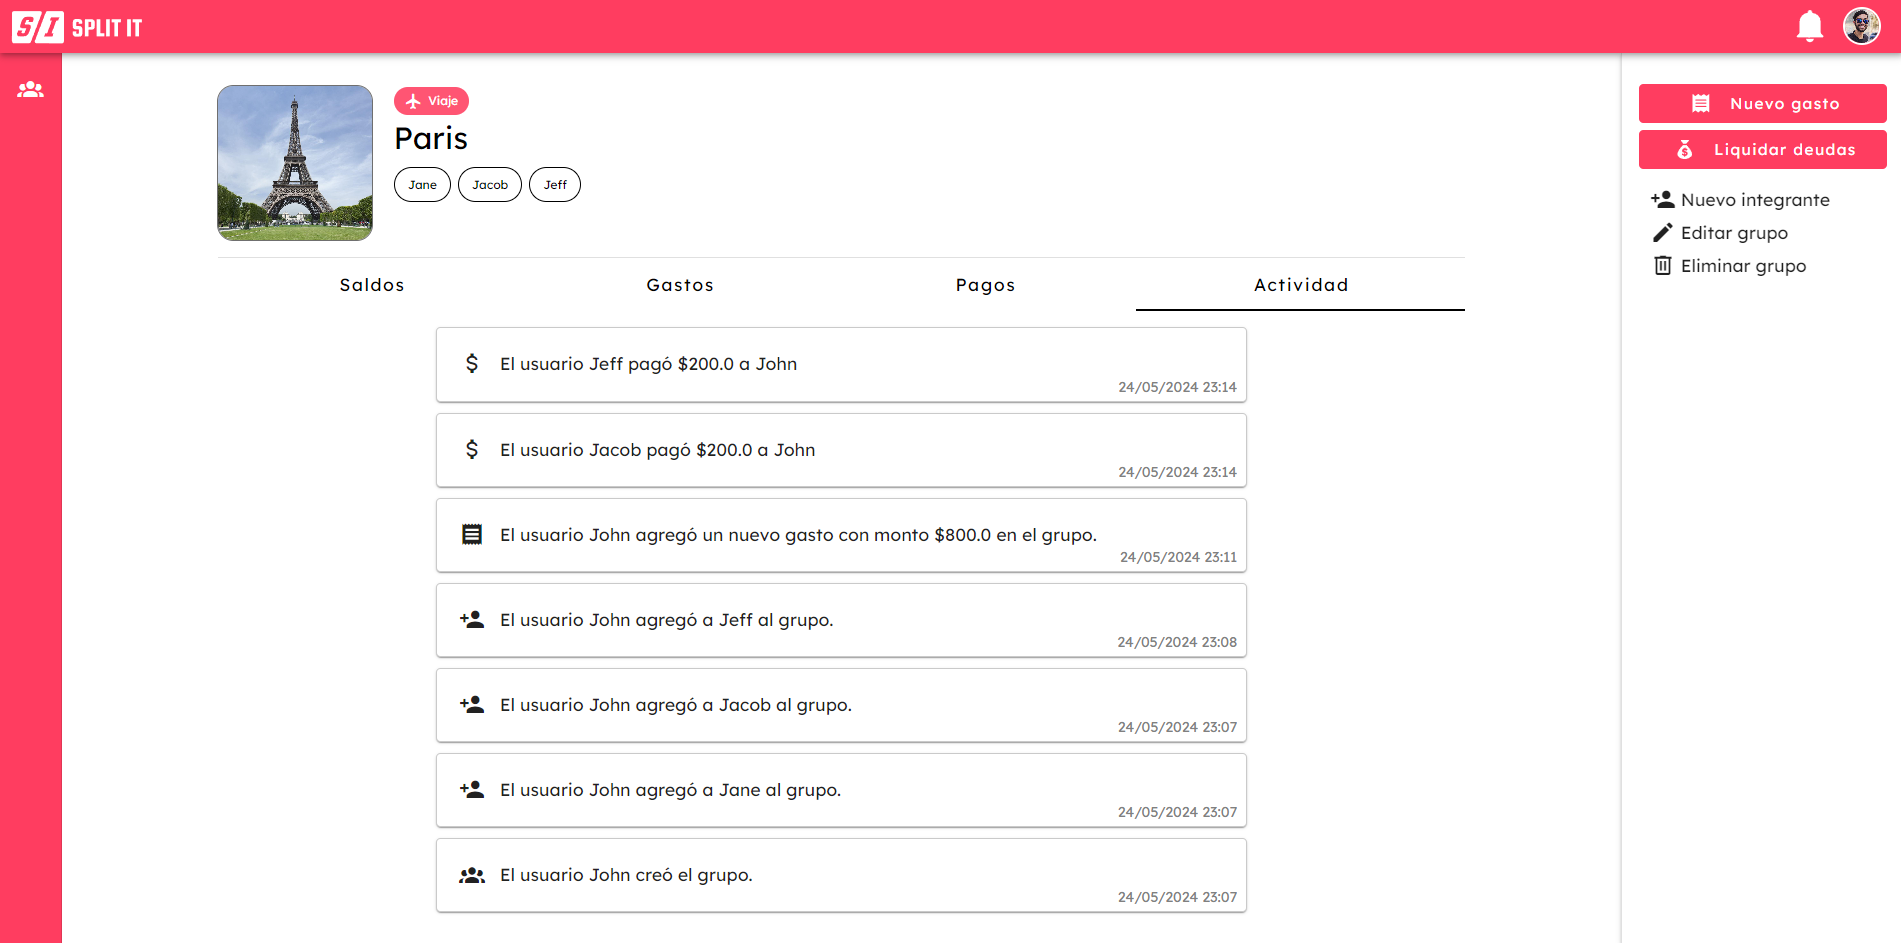 S/I SPLIT IT
Viaje
Paris
Jane Jacob Jeff
Saldos Gastos Pagos Actividad
El usuario Jeff pagó $200.0 a John
24/05/2024 23:14
El usuario Jacob pagó $200.0 a John
24/05/2024 23:14
El usuario John agregó un nuevo gasto con monto $800.0 en el grupo.
24/05/2024 23:11
El usuario John agregó a Jeff al grupo.
24/05/2024 23:08
El usuario John agregó a Jacob al grupo.
24/05/2024 23:07
El usuario John agregó a Jane al grupo.
24/05/2024 23:07
El usuario John creó el grupo.
24/05/2024 23:07
Nuevo gasto
Liquidar deudas
Nuevo integrante
Editar grupo
Eliminar grupo